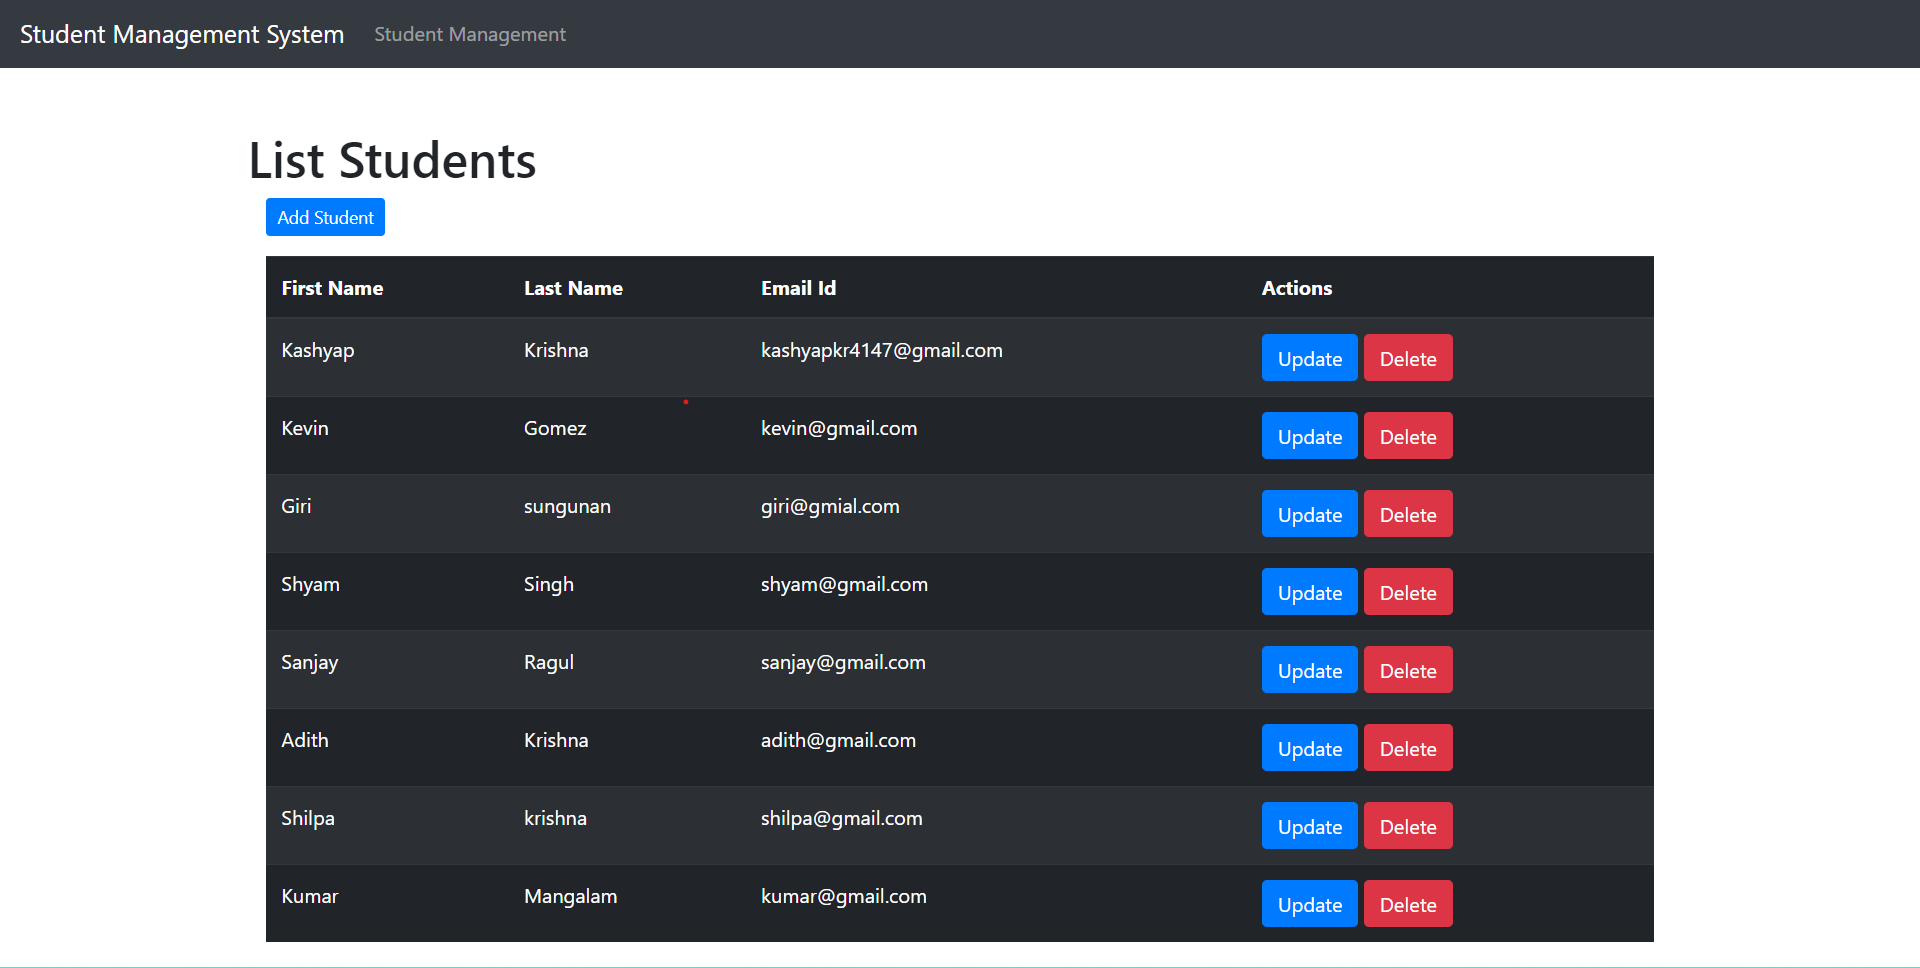 Student Management System Student Management
List Students
Add Student
First Name Last Name Email Id Actions
Kashyap Krishna kashyapkr4147@gmail.com Update Delete
Kevin Gomez kevin@gmail.com Update Delete
Giri sungunan giri@gmial.com Update Delete
Shyam Singh shyam@gmail.com Update Delete
Sanjay Ragul sanjay@gmail.com Update Delete
Adith Krishna adith@gmail.com Update Delete
Shilpa krishna shilpa@gmail.com Update Delete
Kumar Mangalam kumar@gmail.com Update Delete